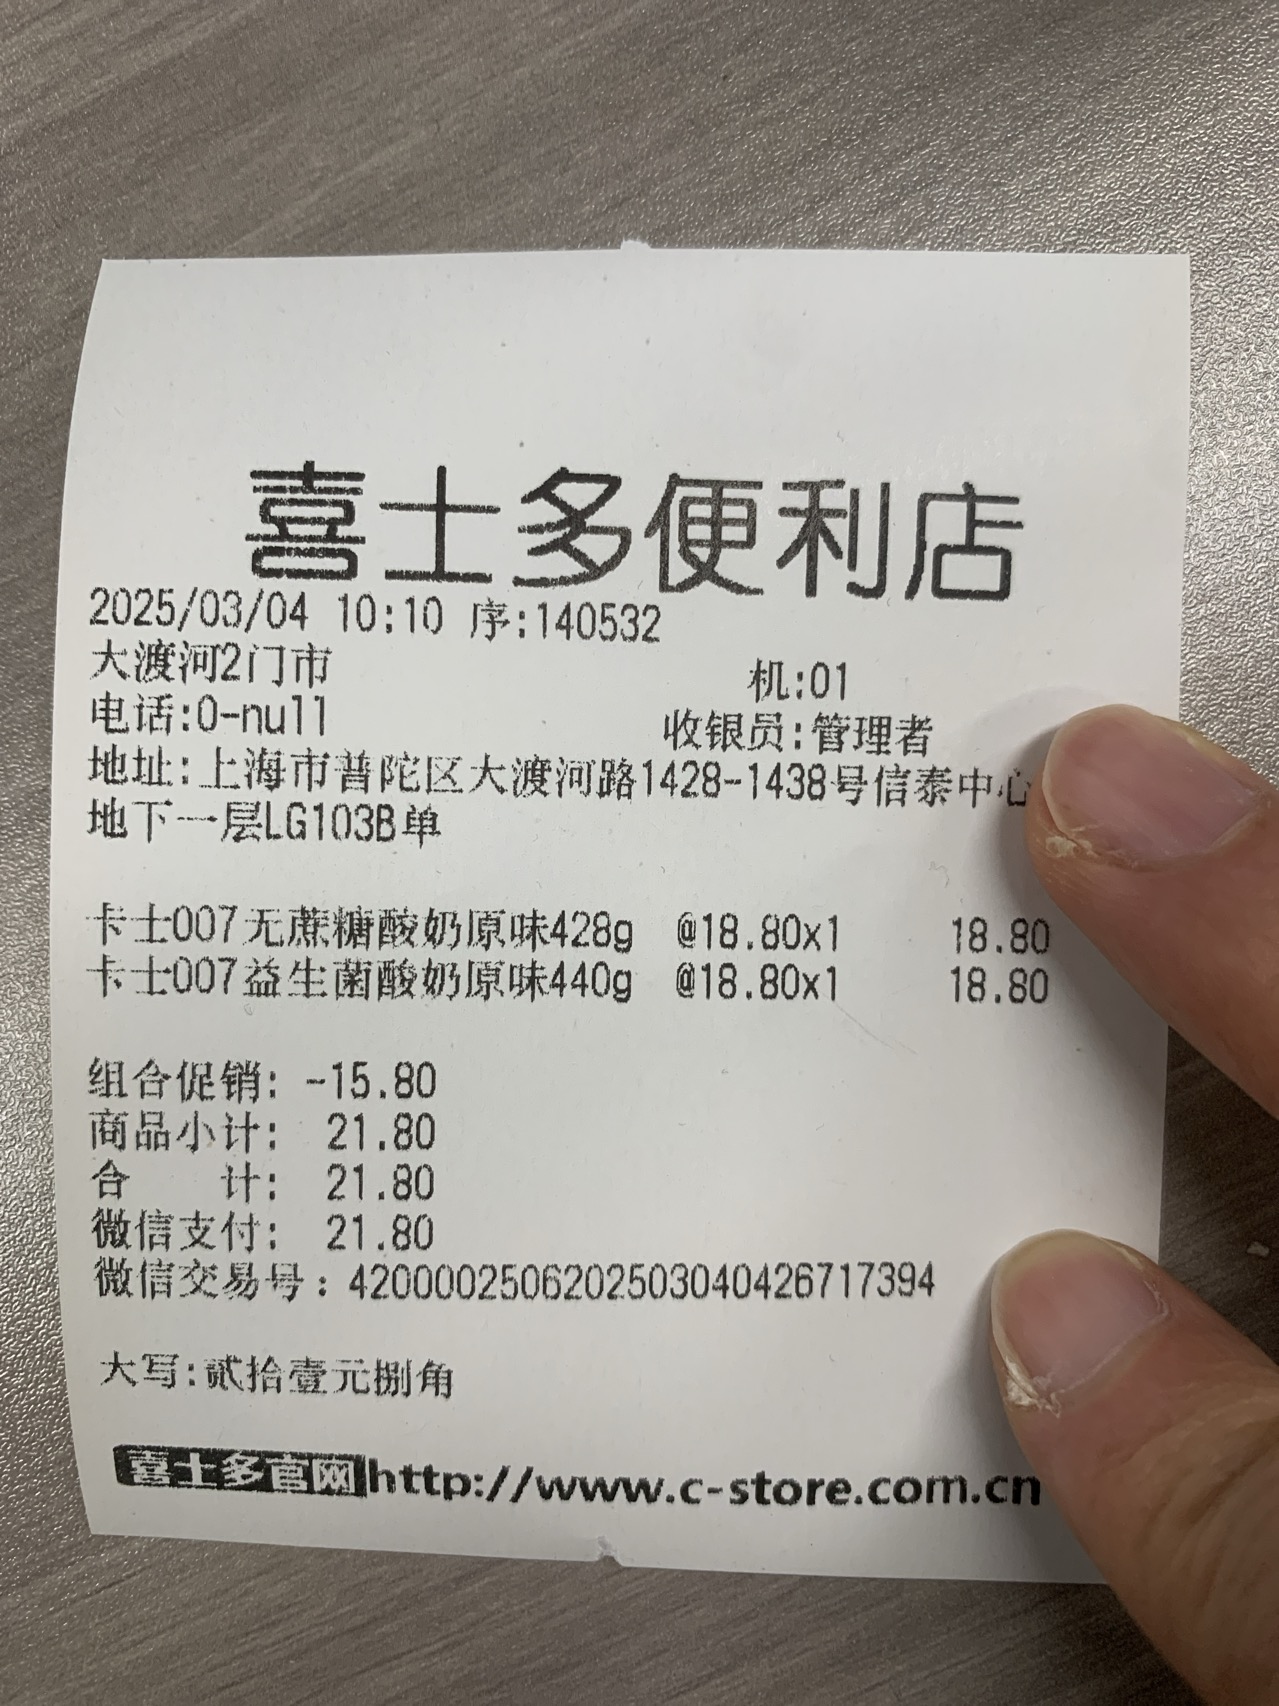 喜士多便利店
2025/03/04 10:10 序:140532
大渡河2门市 机:01
电话:0-null 收银员:管理者
地址:上海市普陀区大渡河路1428-1438号信泰中心
地下一层LG103B单
卡士007无蔗糖酸奶原味428g @18.80x1 18.80
卡士007益生菌酸奶原味440g @18.80x1 18.80
组合促销: -15.80
商品小计: 21.80
合 计: 21.80
微信支付: 21.80
微信交易号: 4200002506202503040426717394
大写:贰拾壹元捌角
喜士多官网http://www.c-store.com.cn